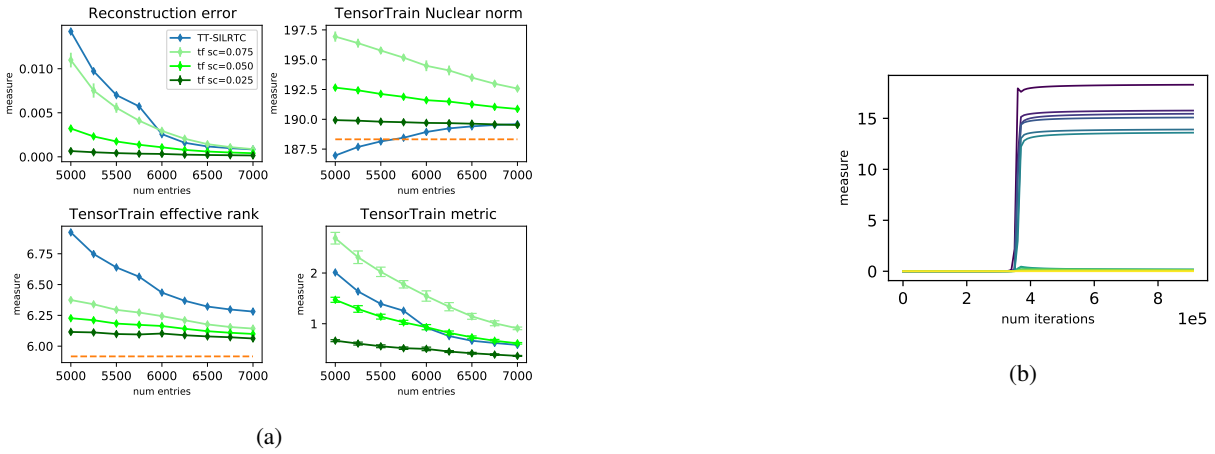 Reconstruction error
measure
0.010
0.005
0.000
5000 5500 6000 6500 7000
num entries
TT-SILRTC
tf sc=0.075
tf sc=0.050
tf sc=0.025
TensorTrain Nuclear norm
measure
197.5
195.0
192.5
190.0
187.5
5000 5500 6000 6500 7000
num entries
TensorTrain effective rank
measure
6.75
6.50
6.25
6.00
5000 5500 6000 6500 7000
num entries
TensorTrain metric
measure
2
1
5000 5500 6000 6500 7000
num entries
(a)
measure
15
10
5
0
0 2 4 6 8
num iterations
1e5
(b)